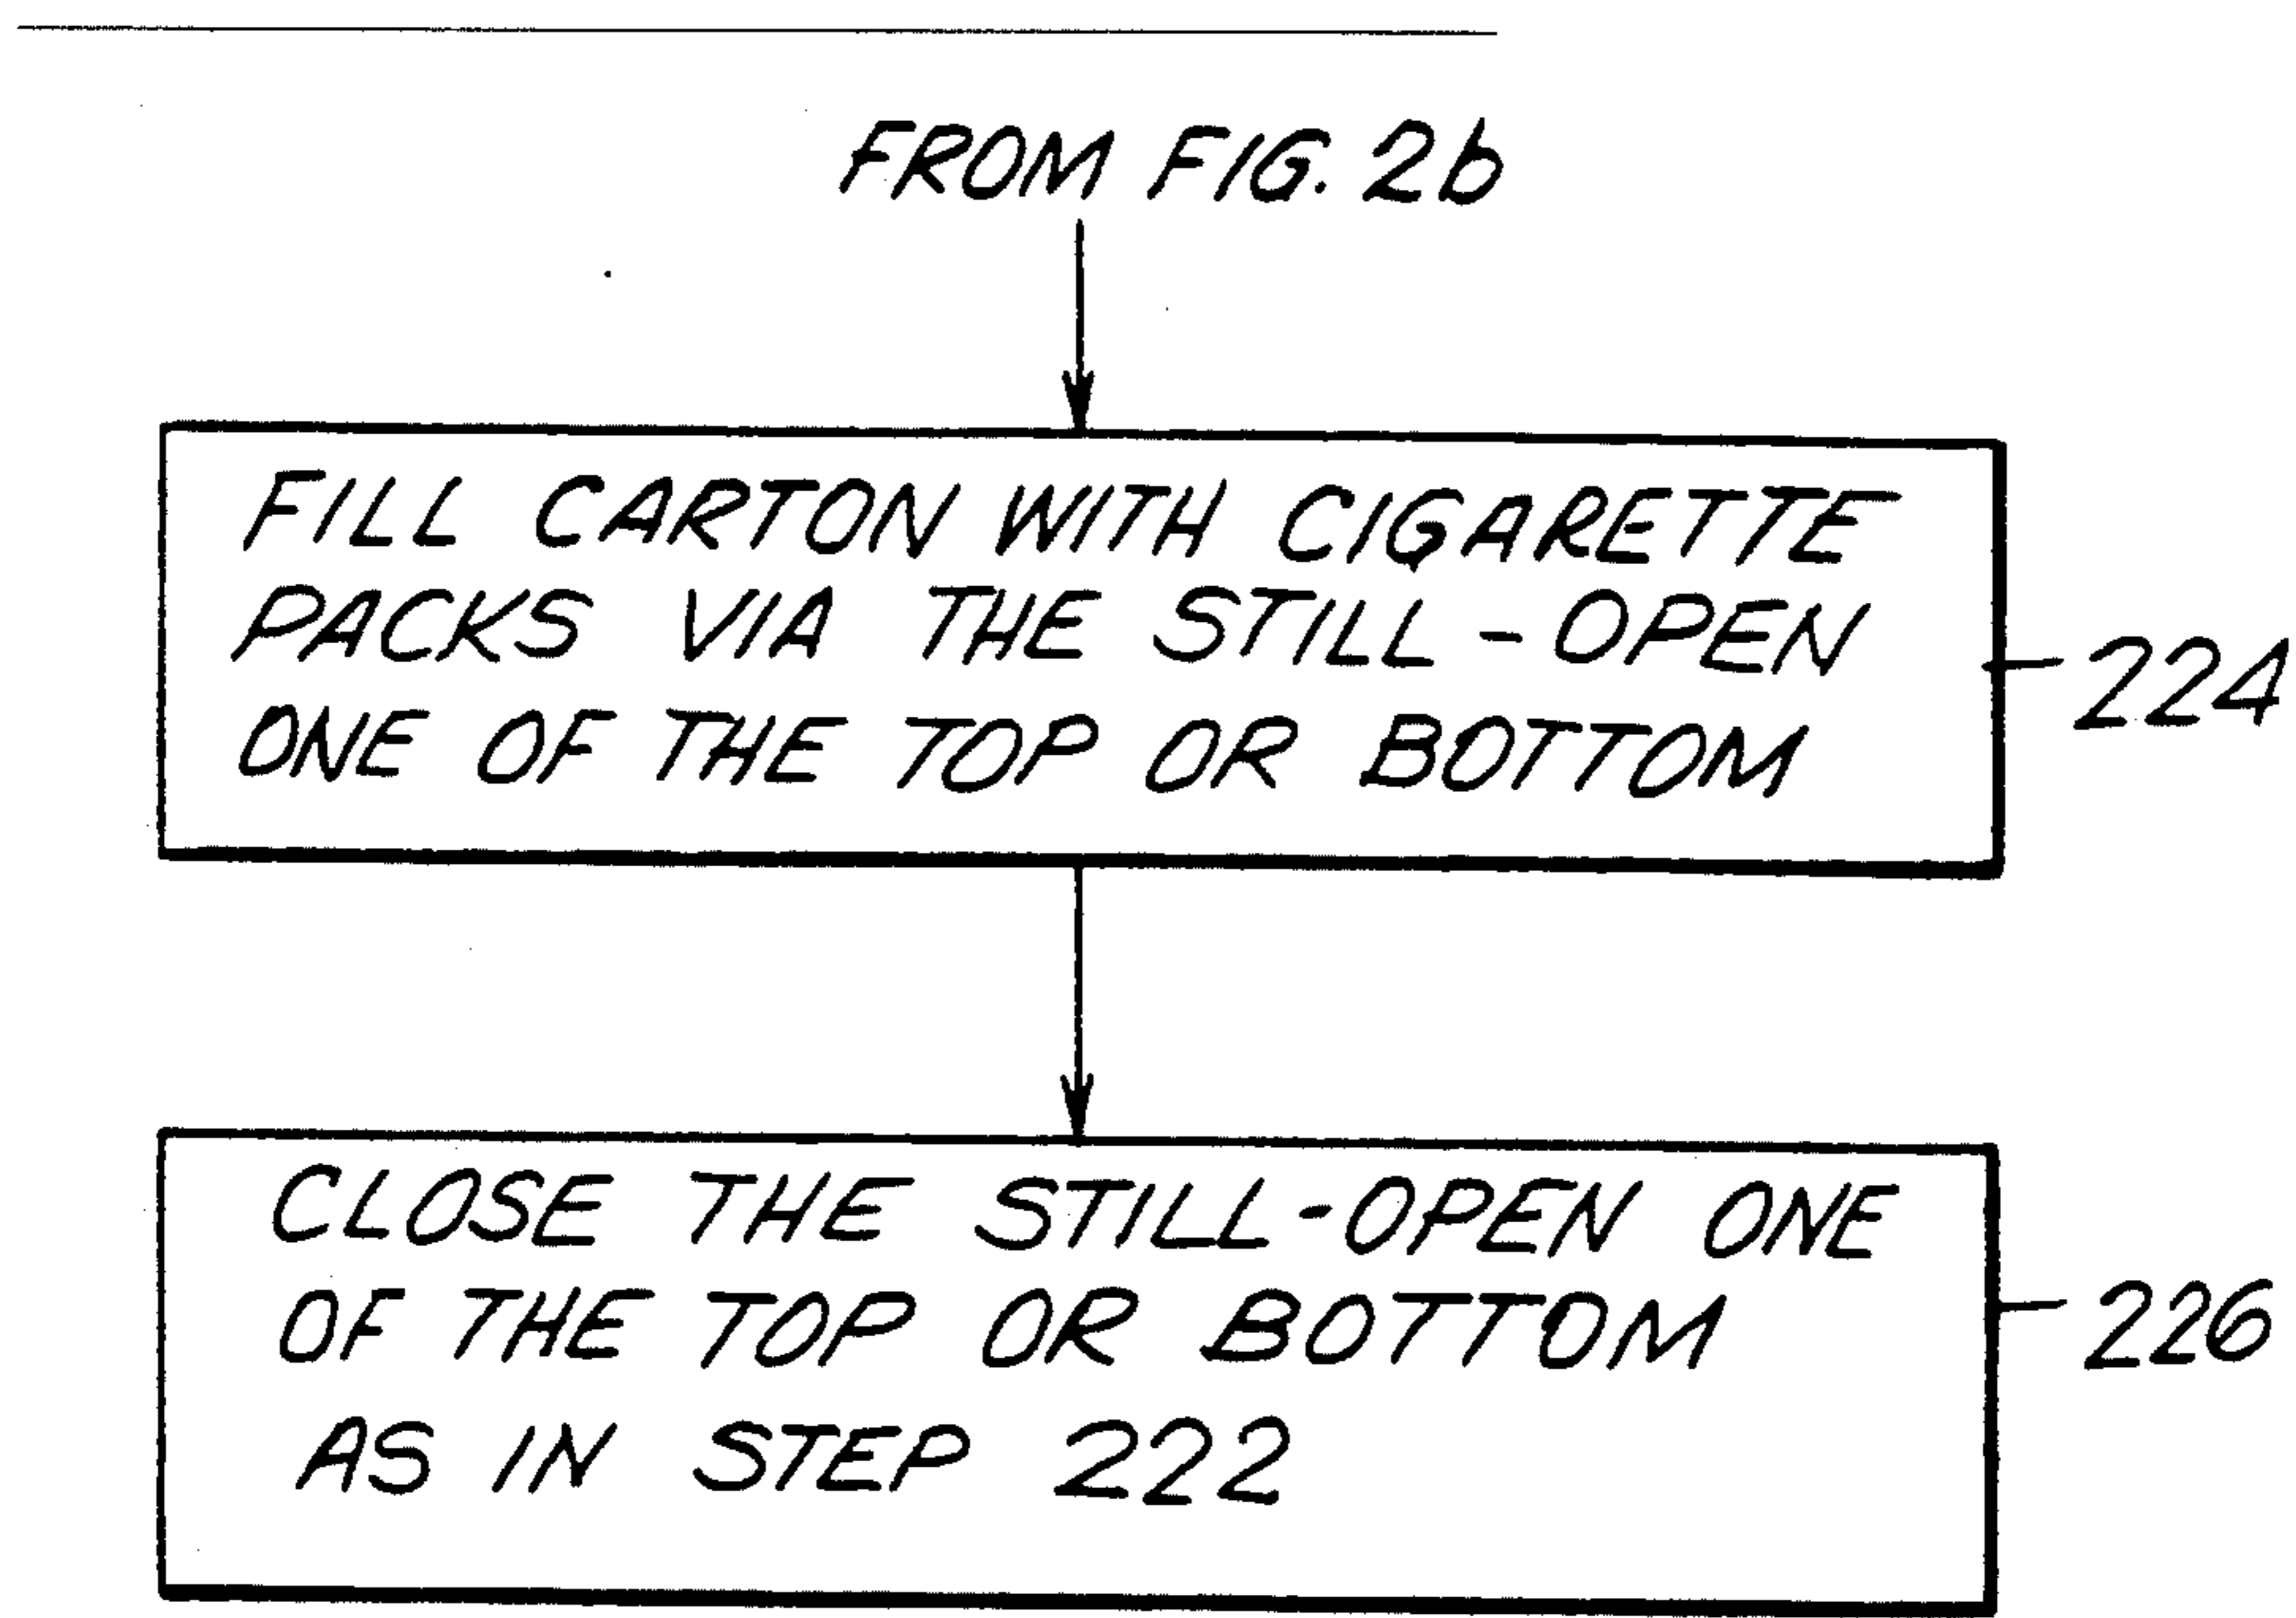 FROM FIG. 2b
FILL CARTON WITH CIGARETTE
PACKS VIA THE STILL-OPEN
ONE OF THE TOP OR BOTTOM
224
CLOSE THE STILL-OPEN ONE
OF THE TOP OR BOTTOM
AS IN STEP 222
226